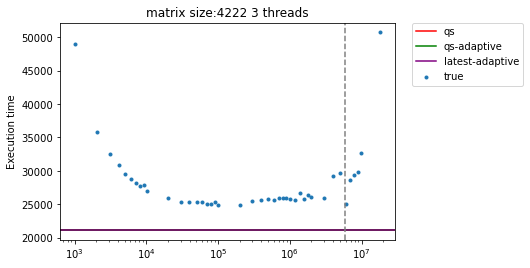 matrix size:4222 3 threads
Execution time
50000
45000
40000
35000
30000
25000
20000
10³
10⁴
10⁵
10⁶
10⁷
qs
qs-adaptive
latest-adaptive
true